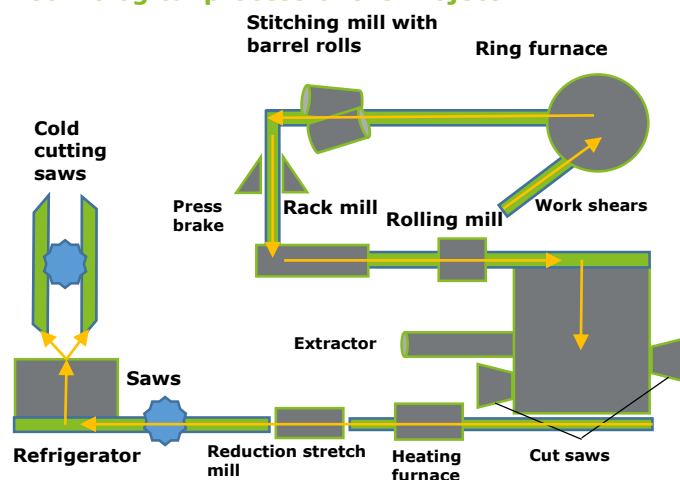 Stitching mill with
barrel rolls
Ring furnace
Cold
cutting
saws
Press
brake
Rack mill
Work shears
Rolling mill
Extractor
Saws
Refrigerator
Reduction stretch
mill
Heating
furnace
Cut saws